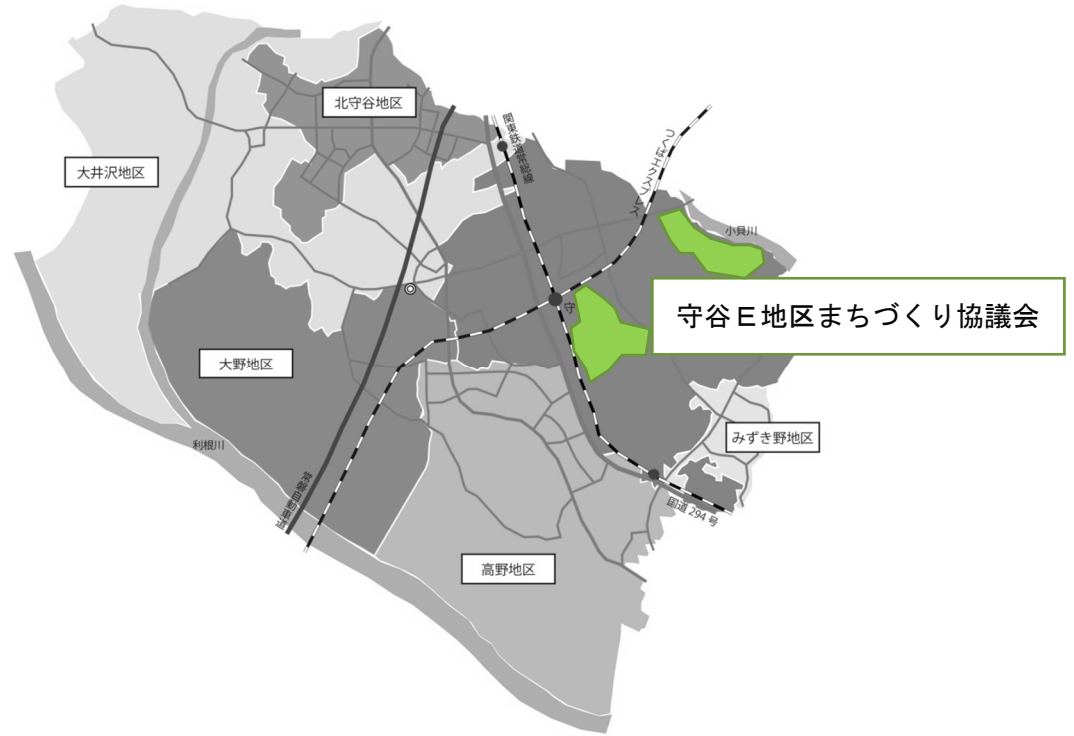 北守谷地区
関東鉄道常総線
つくばエクスプレス
大井沢地区
小貝川
守
守谷Ｅ地区まちづくり協議会
大野地区
みずき野地区
利根川
常磐自動車道
国道294号
高野地区